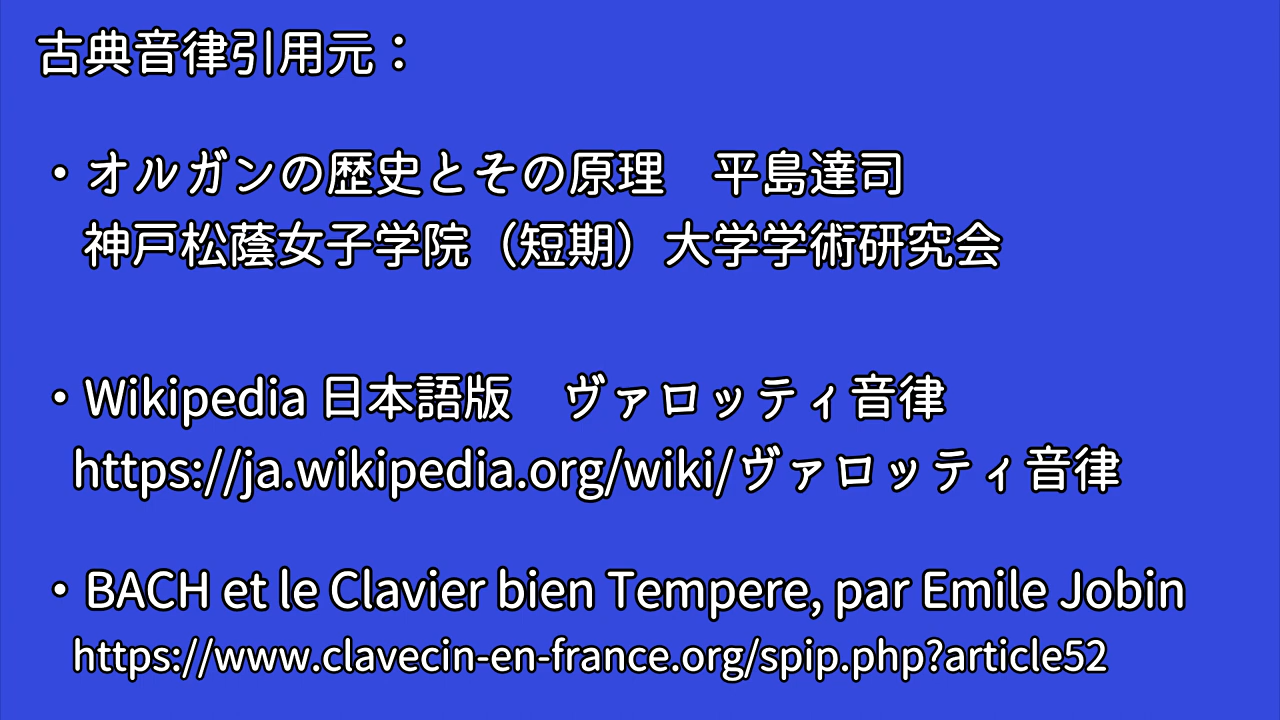 古典音律引用元：
・オルガンの歴史とその原理　平島達司
神戸松蔭女子学院（短期）大学学術研究会
・Wikipedia 日本語版　ヴァロッティ音律
https://ja.wikipedia.org/wiki/ヴァロッティ音律
・BACH et le Clavier bien Tempere, par Emile Jobin
https://www.clavecin-en-france.org/spip.php?article52